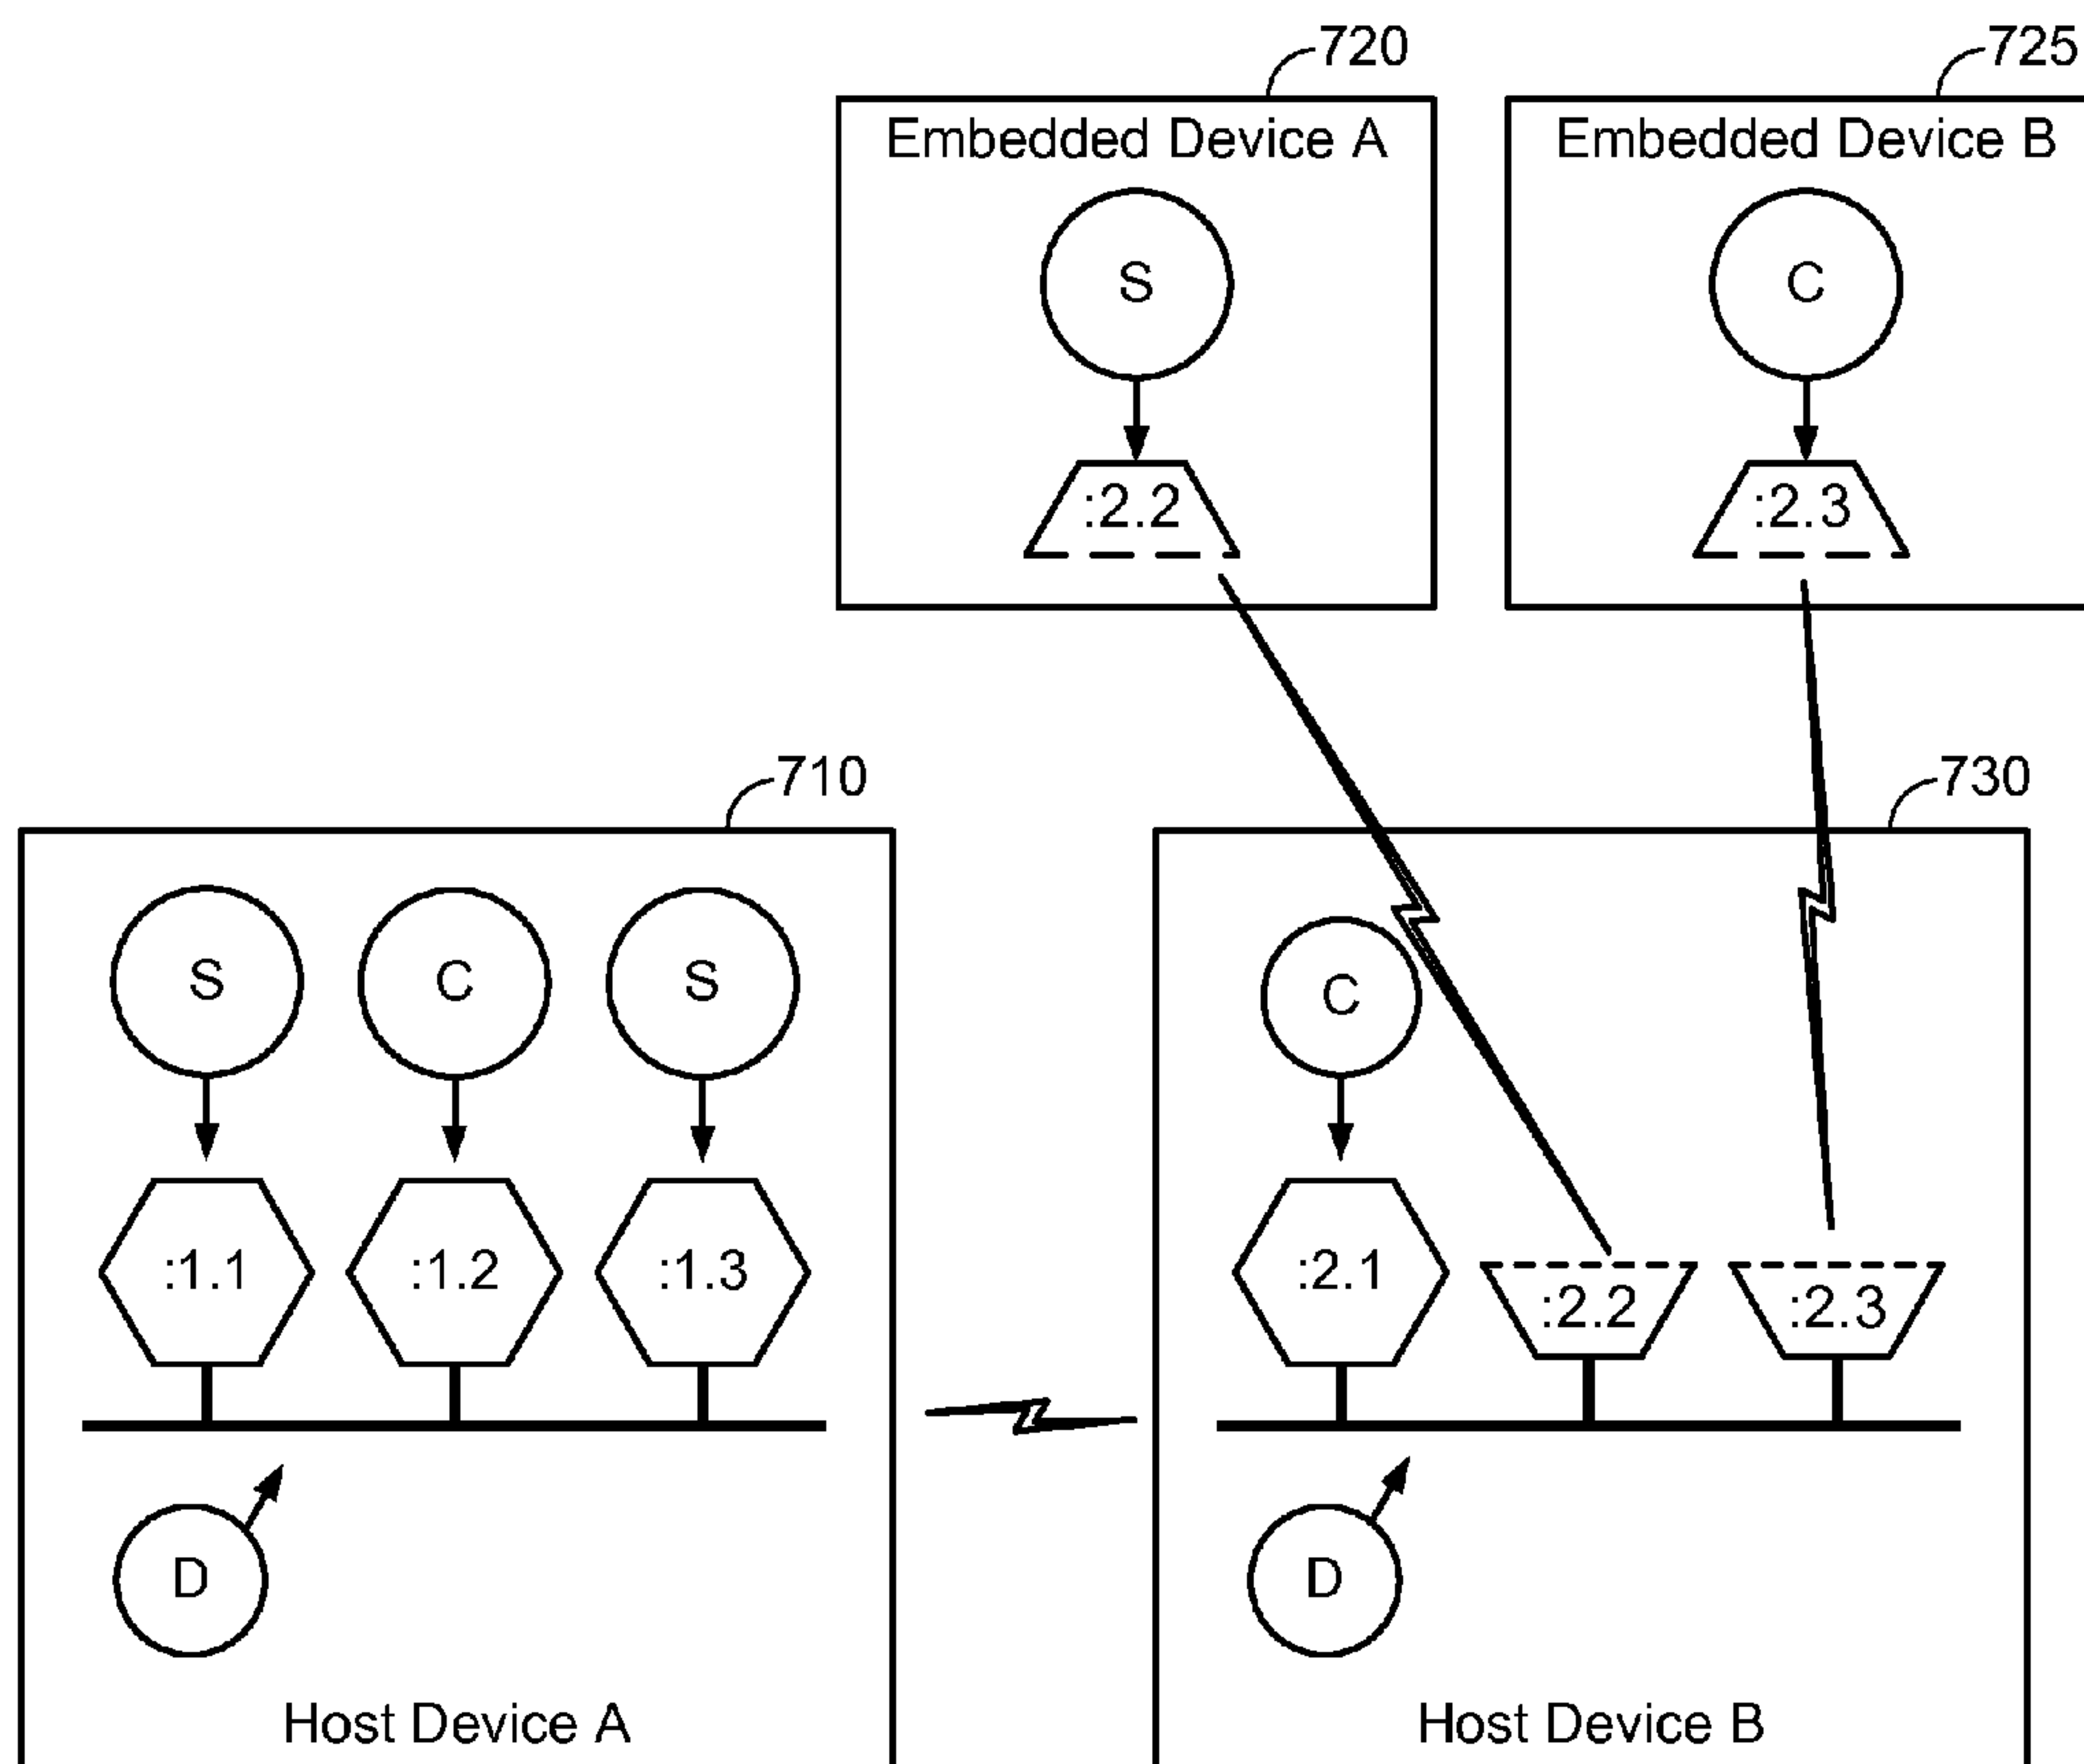 720
725
Embedded Device A
Embedded Device B
S
C
:2.2
:2.3
710
730
S
C
S
C
:1.1
:1.2
:1.3
:2.1
:2.2
:2.3
D
D
Host Device A
Host Device B